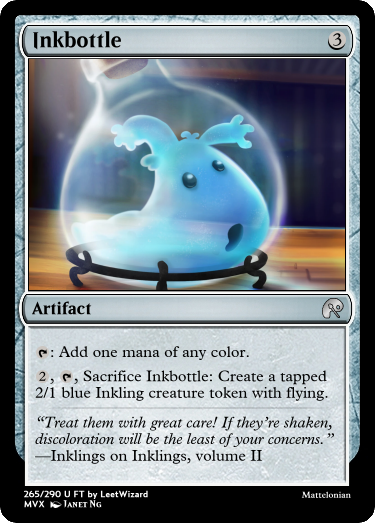 Inkbottle 3
Artifact
: Add one mana of any color.
2, , Sacrifice Inkbottle: Create a tapped
2/1 blue Inkling creature token with flying.
"Treat them with great care! If they're shaken,
discoloration will be the least of your concerns."
—Inklings on Inklings, volume II
265/290 U FT by LeetWizard
Mattelonian
MVX Janet Ng